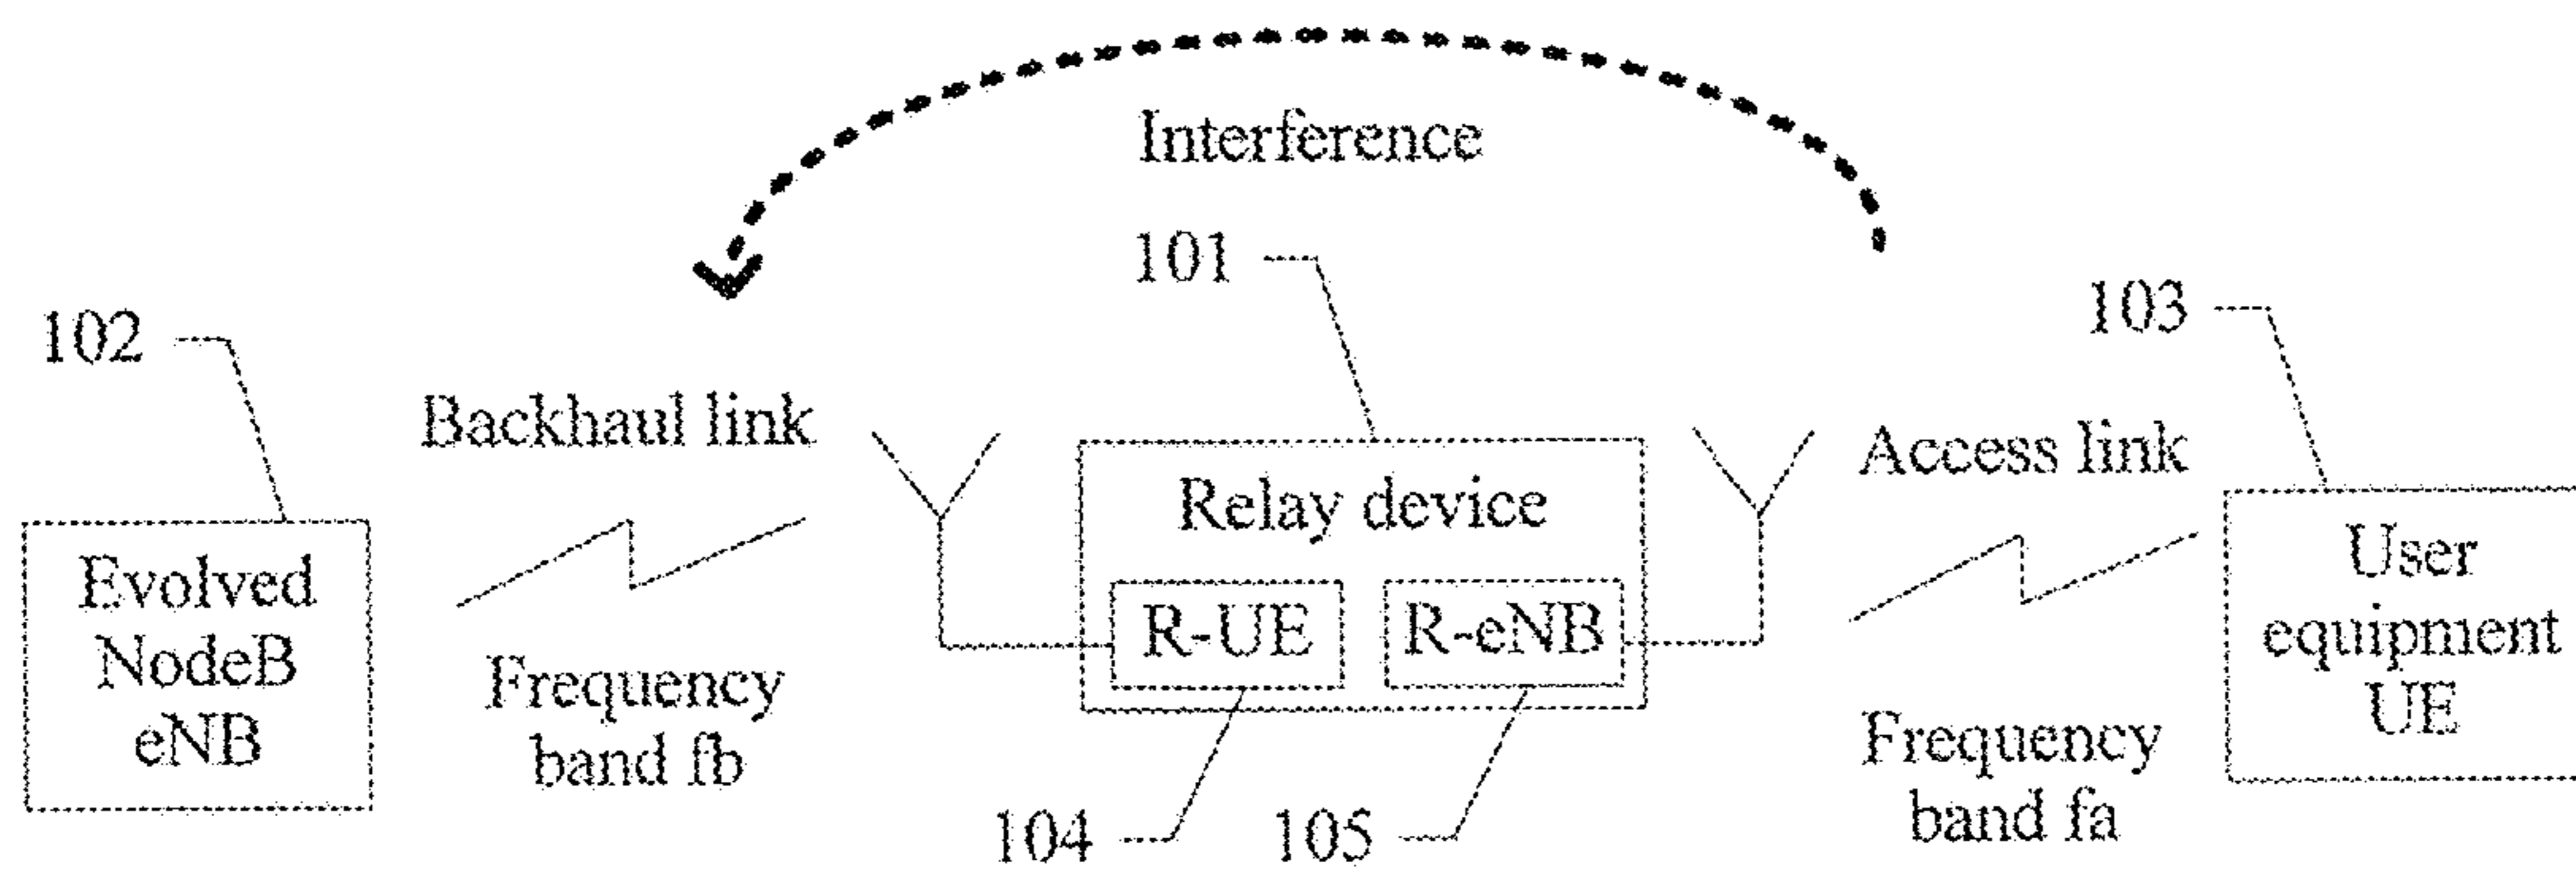 Interference
101
103
102
Backhaul link
Access link
Relay device
Evolved
NodeB
eNB
User
equipment
UE
R-UE
R-eNB
Frequency
band fb
Frequency
band fa
104
105